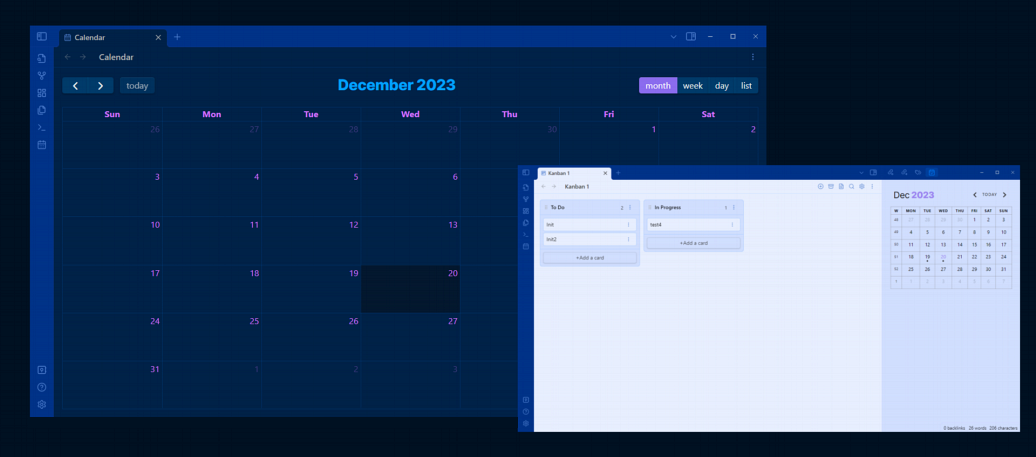 Calendar
Calendar
today
December 2023
month week day list
Sun Mon Tue Wed Thu Fri Sat
26 27 28 29 30 1 2
3 4 5 6
10 11 12 13
17 18 19 20
24 25 26 27
31 1 2 3
Kanban 1
Kanban 1
To Do 2
init
init2
+Add a card
In Progress 1
test4
+Add a card
Dec 2023
TODAY
W MON TUE WED THU FRI SAT SUN
48 27 28 29 30 1 2 3
49 4 5 6 7 8 9 10
50 11 12 13 14 15 16 17
51 18 19 20 21 22 23 24
52 25 26 27 28 29 30 31
1 1 2 3 4 5 6 7
0 backlinks